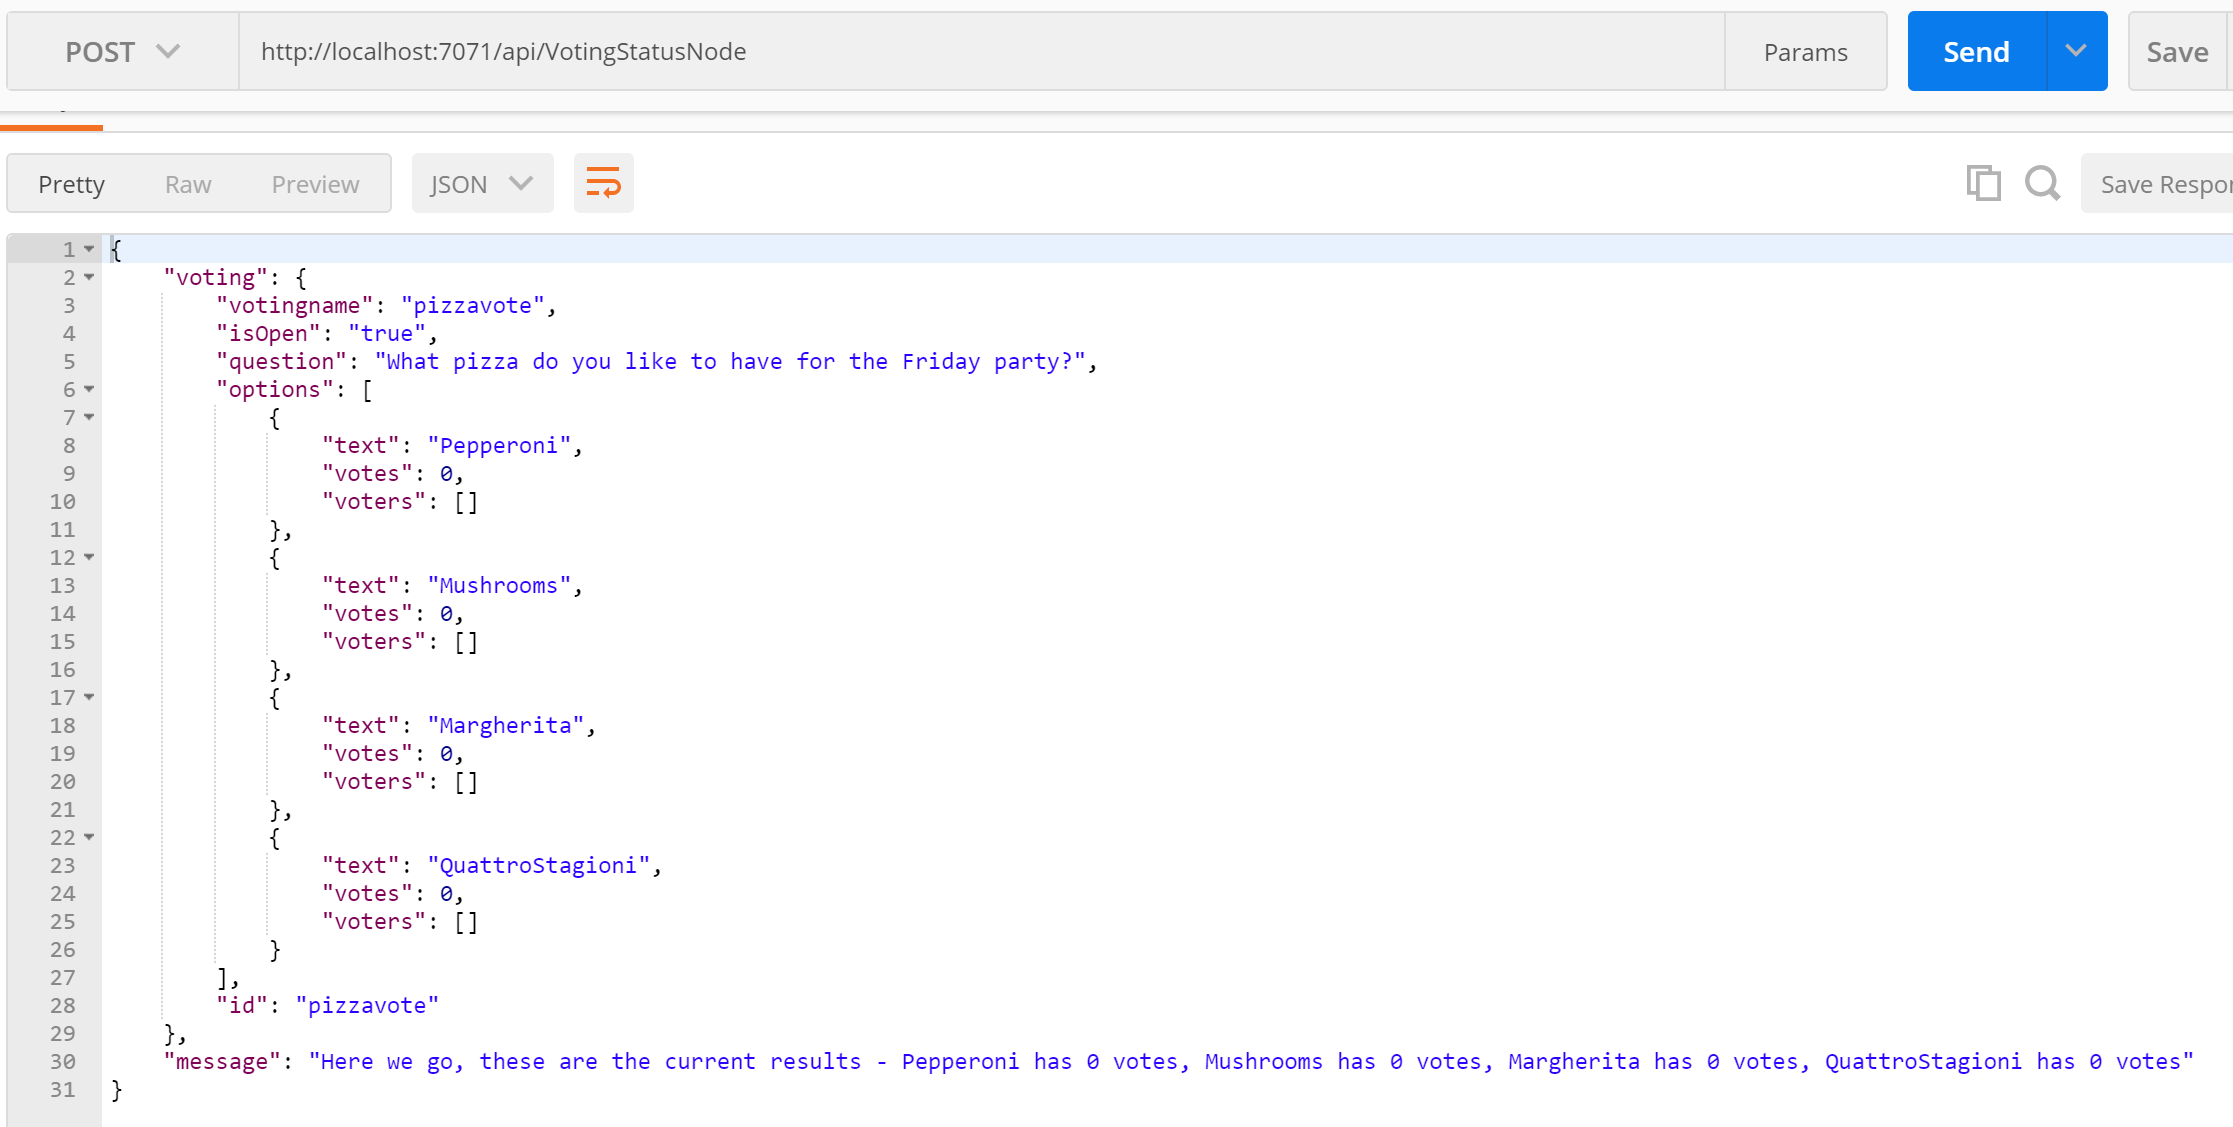 POST http://localhost:7071/api/VotingStatusNode Params Send Save
Pretty Raw Preview JSON Save Respon
1 {
2 "voting": {
3 "votingname": "pizzavote",
4 "isOpen": "true",
5 "question": "What pizza do you like to have for the Friday party?",
6 "options": [
7 {
8 "text": "Pepperoni",
9 "votes": 0,
10 "voters": []
11 },
12 {
13 "text": "Mushrooms",
14 "votes": 0,
15 "voters": []
16 },
17 {
18 "text": "Margherita",
19 "votes": 0,
20 "voters": []
21 },
22 {
23 "text": "QuattroStagioni",
24 "votes": 0,
25 "voters": []
26 }
27 ],
28 "id": "pizzavote"
29 },
30 "message": "Here we go, these are the current results - Pepperoni has 0 votes, Mushrooms has 0 votes, Margherita has 0 votes, QuattroStagioni has 0 votes"
31 }